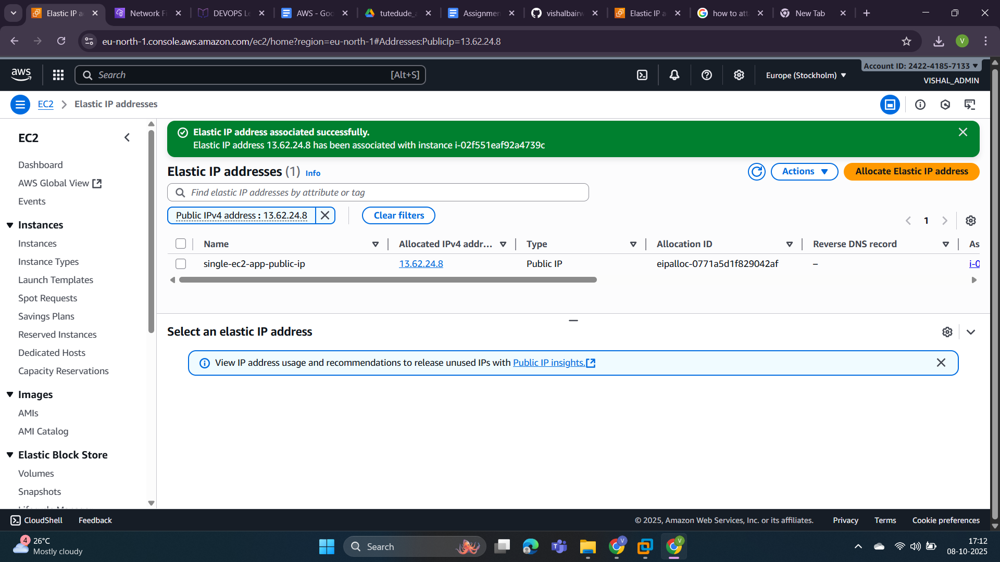 Elastic IP a
Network Fi
DEVOPS Le
AWS - Goo
tutedude_a
Assignmen
vishalbairw
Elastic IP a
how to att
New Tab
eu-north-1.console.aws.amazon.com/ec2/home?region=eu-north-1#Addresses:PublicIp=13.62.24.8
V
aws
Search
[Alt+S]
Europe (Stockholm)
Account ID: 2422-4185-7133
VISHAL_ADMIN
EC2
Elastic IP addresses
EC2
Dashboard
AWS Global View
Events
Instances
Instances
Instance Types
Launch Templates
Spot Requests
Savings Plans
Reserved Instances
Dedicated Hosts
Capacity Reservations
Images
AMIs
AMI Catalog
Elastic Block Store
Volumes
Snapshots
Elastic IP address associated successfully.
Elastic IP address 13.62.24.8 has been associated with instance i-02f551eaf92a4739c
Elastic IP addresses (1) Info
Actions
Allocate Elastic IP address
Find elastic IP addresses by attribute or tag
Public IPv4 address : 13.62.24.8
Clear filters
1
Name Allocated IPv4 addr... Type Allocation ID Reverse DNS record As
single-ec2-app-public-ip 13.62.24.8 Public IP eipalloc-0771a5d1f829042af – i-0
Select an elastic IP address
View IP address usage and recommendations to release unused IPs with Public IP insights.
CloudShell
Feedback
© 2025, Amazon Web Services, Inc. or its affiliates.
Privacy
Terms
Cookie preferences
4
26°C
Mostly cloudy
Search
V
V
17:12
08-10-2025